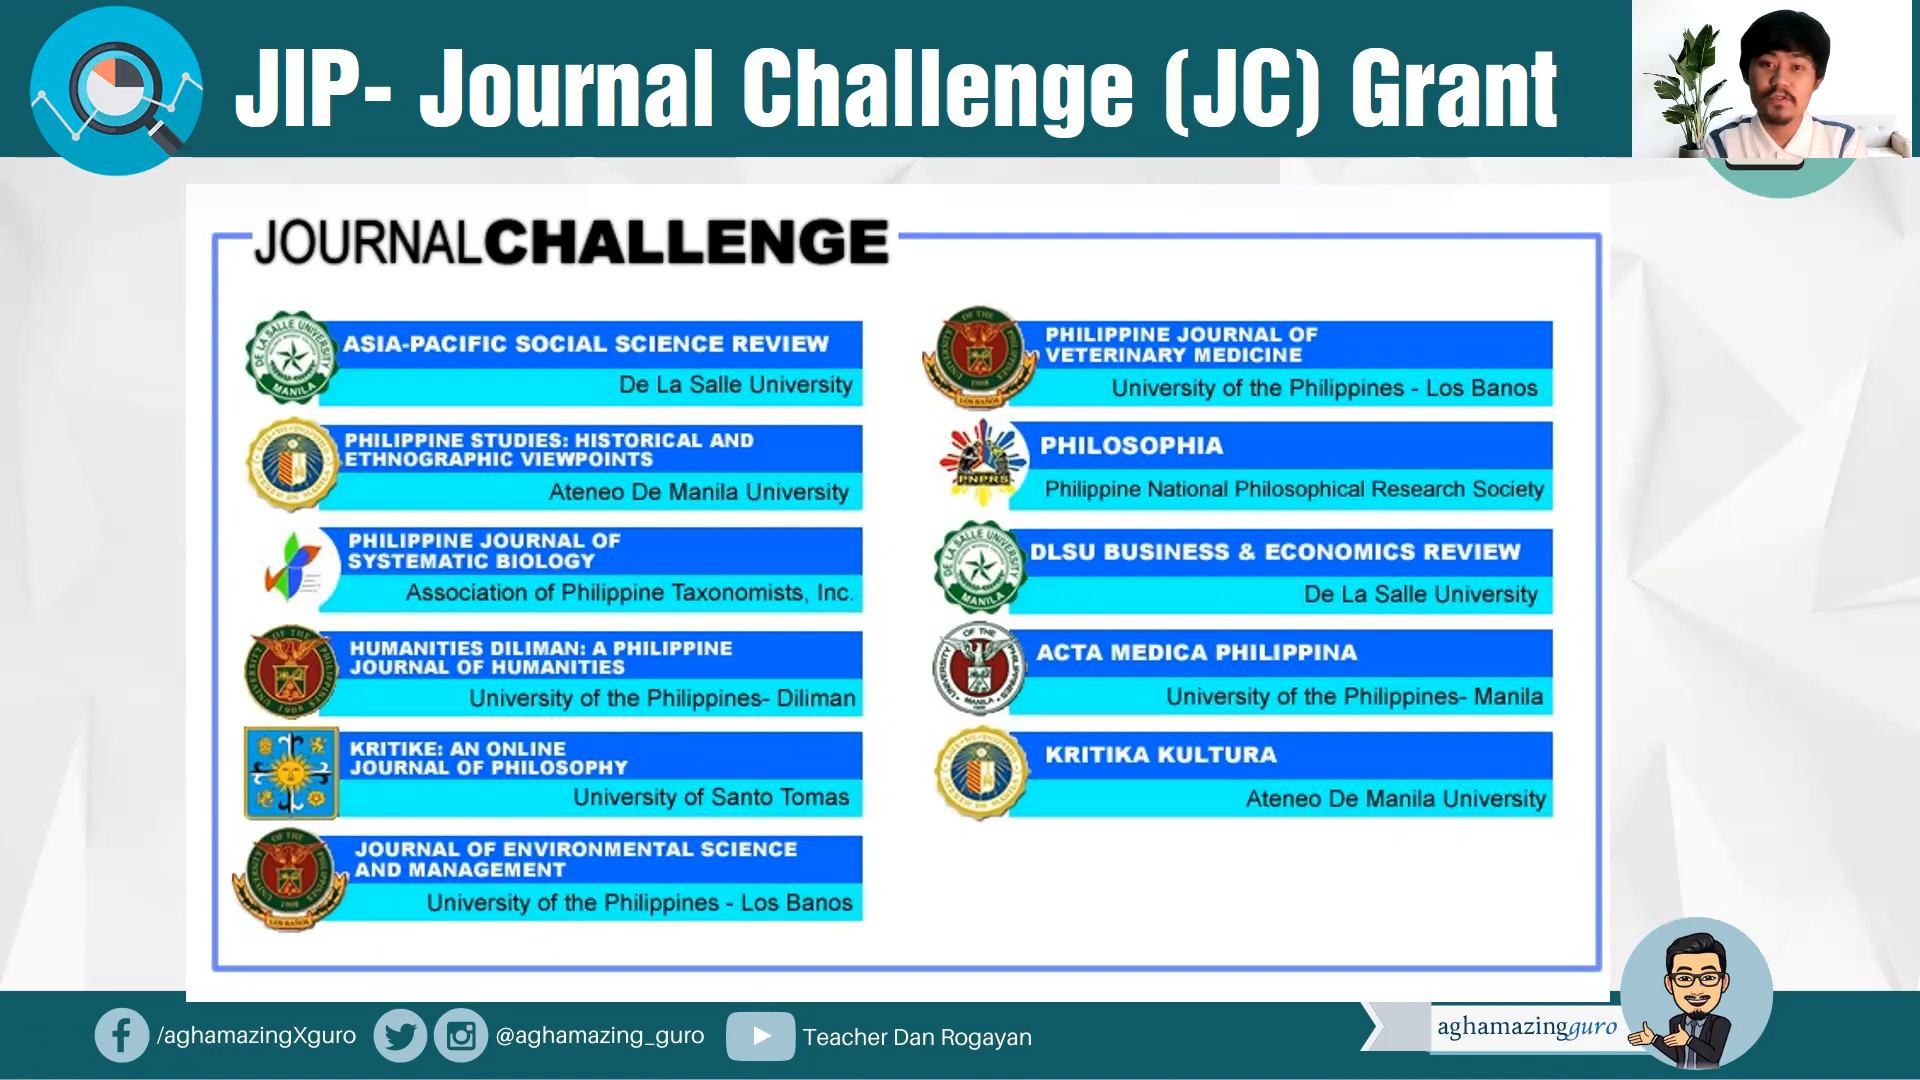 JIP- Journal Challenge (JC) Grant
JOURNALCHALLENGE
ASIA-PACIFIC SOCIAL SCIENCE REVIEW
De La Salle University
PHILIPPINE STUDIES: HISTORICAL AND
ETHNOGRAPHIC VIEWPOINTS
Ateneo De Manila University
PHILIPPINE JOURNAL OF
SYSTEMATIC BIOLOGY
Association of Philippine Taxonomists, Inc.
HUMANITIES DILIMAN: A PHILIPPINE
JOURNAL OF HUMANITIES
University of the Philippines- Diliman
KRITIKE: AN ONLINE
JOURNAL OF PHILOSOPHY
University of Santo Tomas
JOURNAL OF ENVIRONMENTAL SCIENCE
AND MANAGEMENT
University of the Philippines - Los Banos
PHILIPPINE JOURNAL OF
VETERINARY MEDICINE
University of the Philippines - Los Banos
PNPRS
PHILOSOPHIA
Philippine National Philosophical Research Society
DLSU BUSINESS & ECONOMICS REVIEW
De La Salle University
ACTA MEDICA PHILIPPINA
University of the Philippines- Manila
KRITIKA KULTURA
Ateneo De Manila University
/aghamazingXguro
@aghamazing_guro
Teacher Dan Rogayan
aghamazingguro